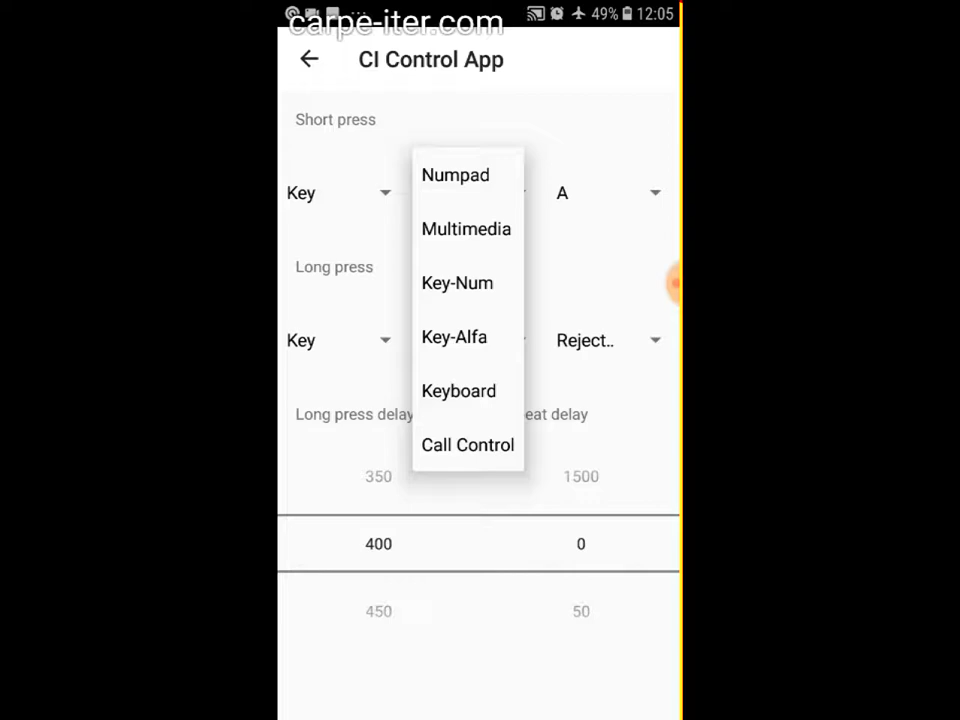 carpe-iter.com
49% 12:05
CI Control App
Short press
Numpad
Key A
Multimedia
Long press
Key-Num
Key-Alfa
Key Reject..
Keyboard
Long press delay eat delay
Call Control
350 1500
400 0
450 50